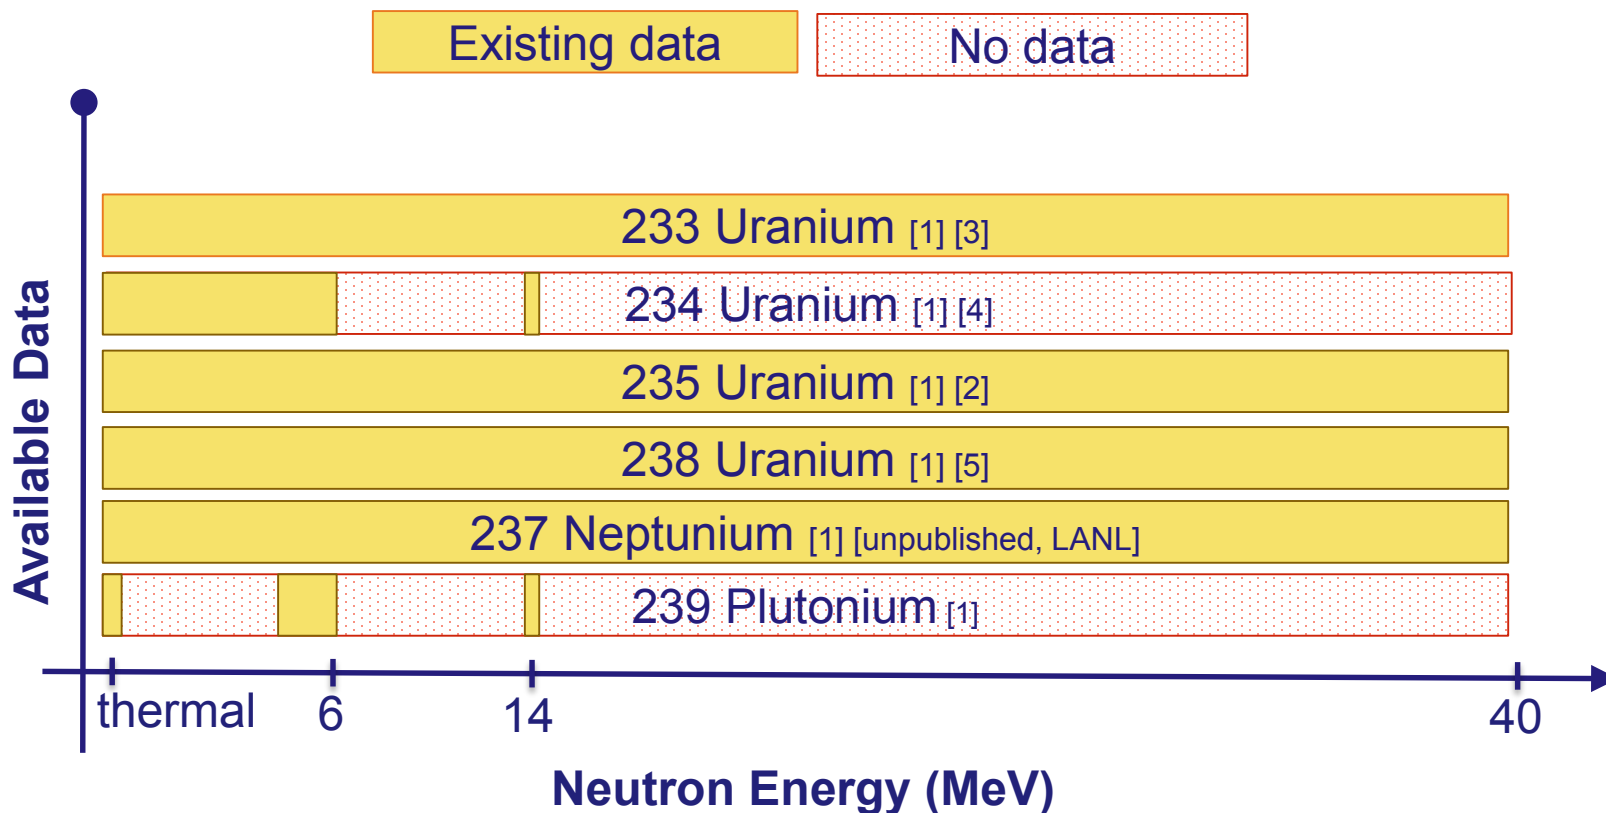 Existing data
No data
233 Uranium [1] [3]
234 Uranium [1] [4]
235 Uranium [1] [2]
238 Uranium [1] [5]
237 Neptunium [1] [unpublished, LANL]
239 Plutonium [1]
Available Data
thermal 6 14 40
Neutron Energy (MeV)